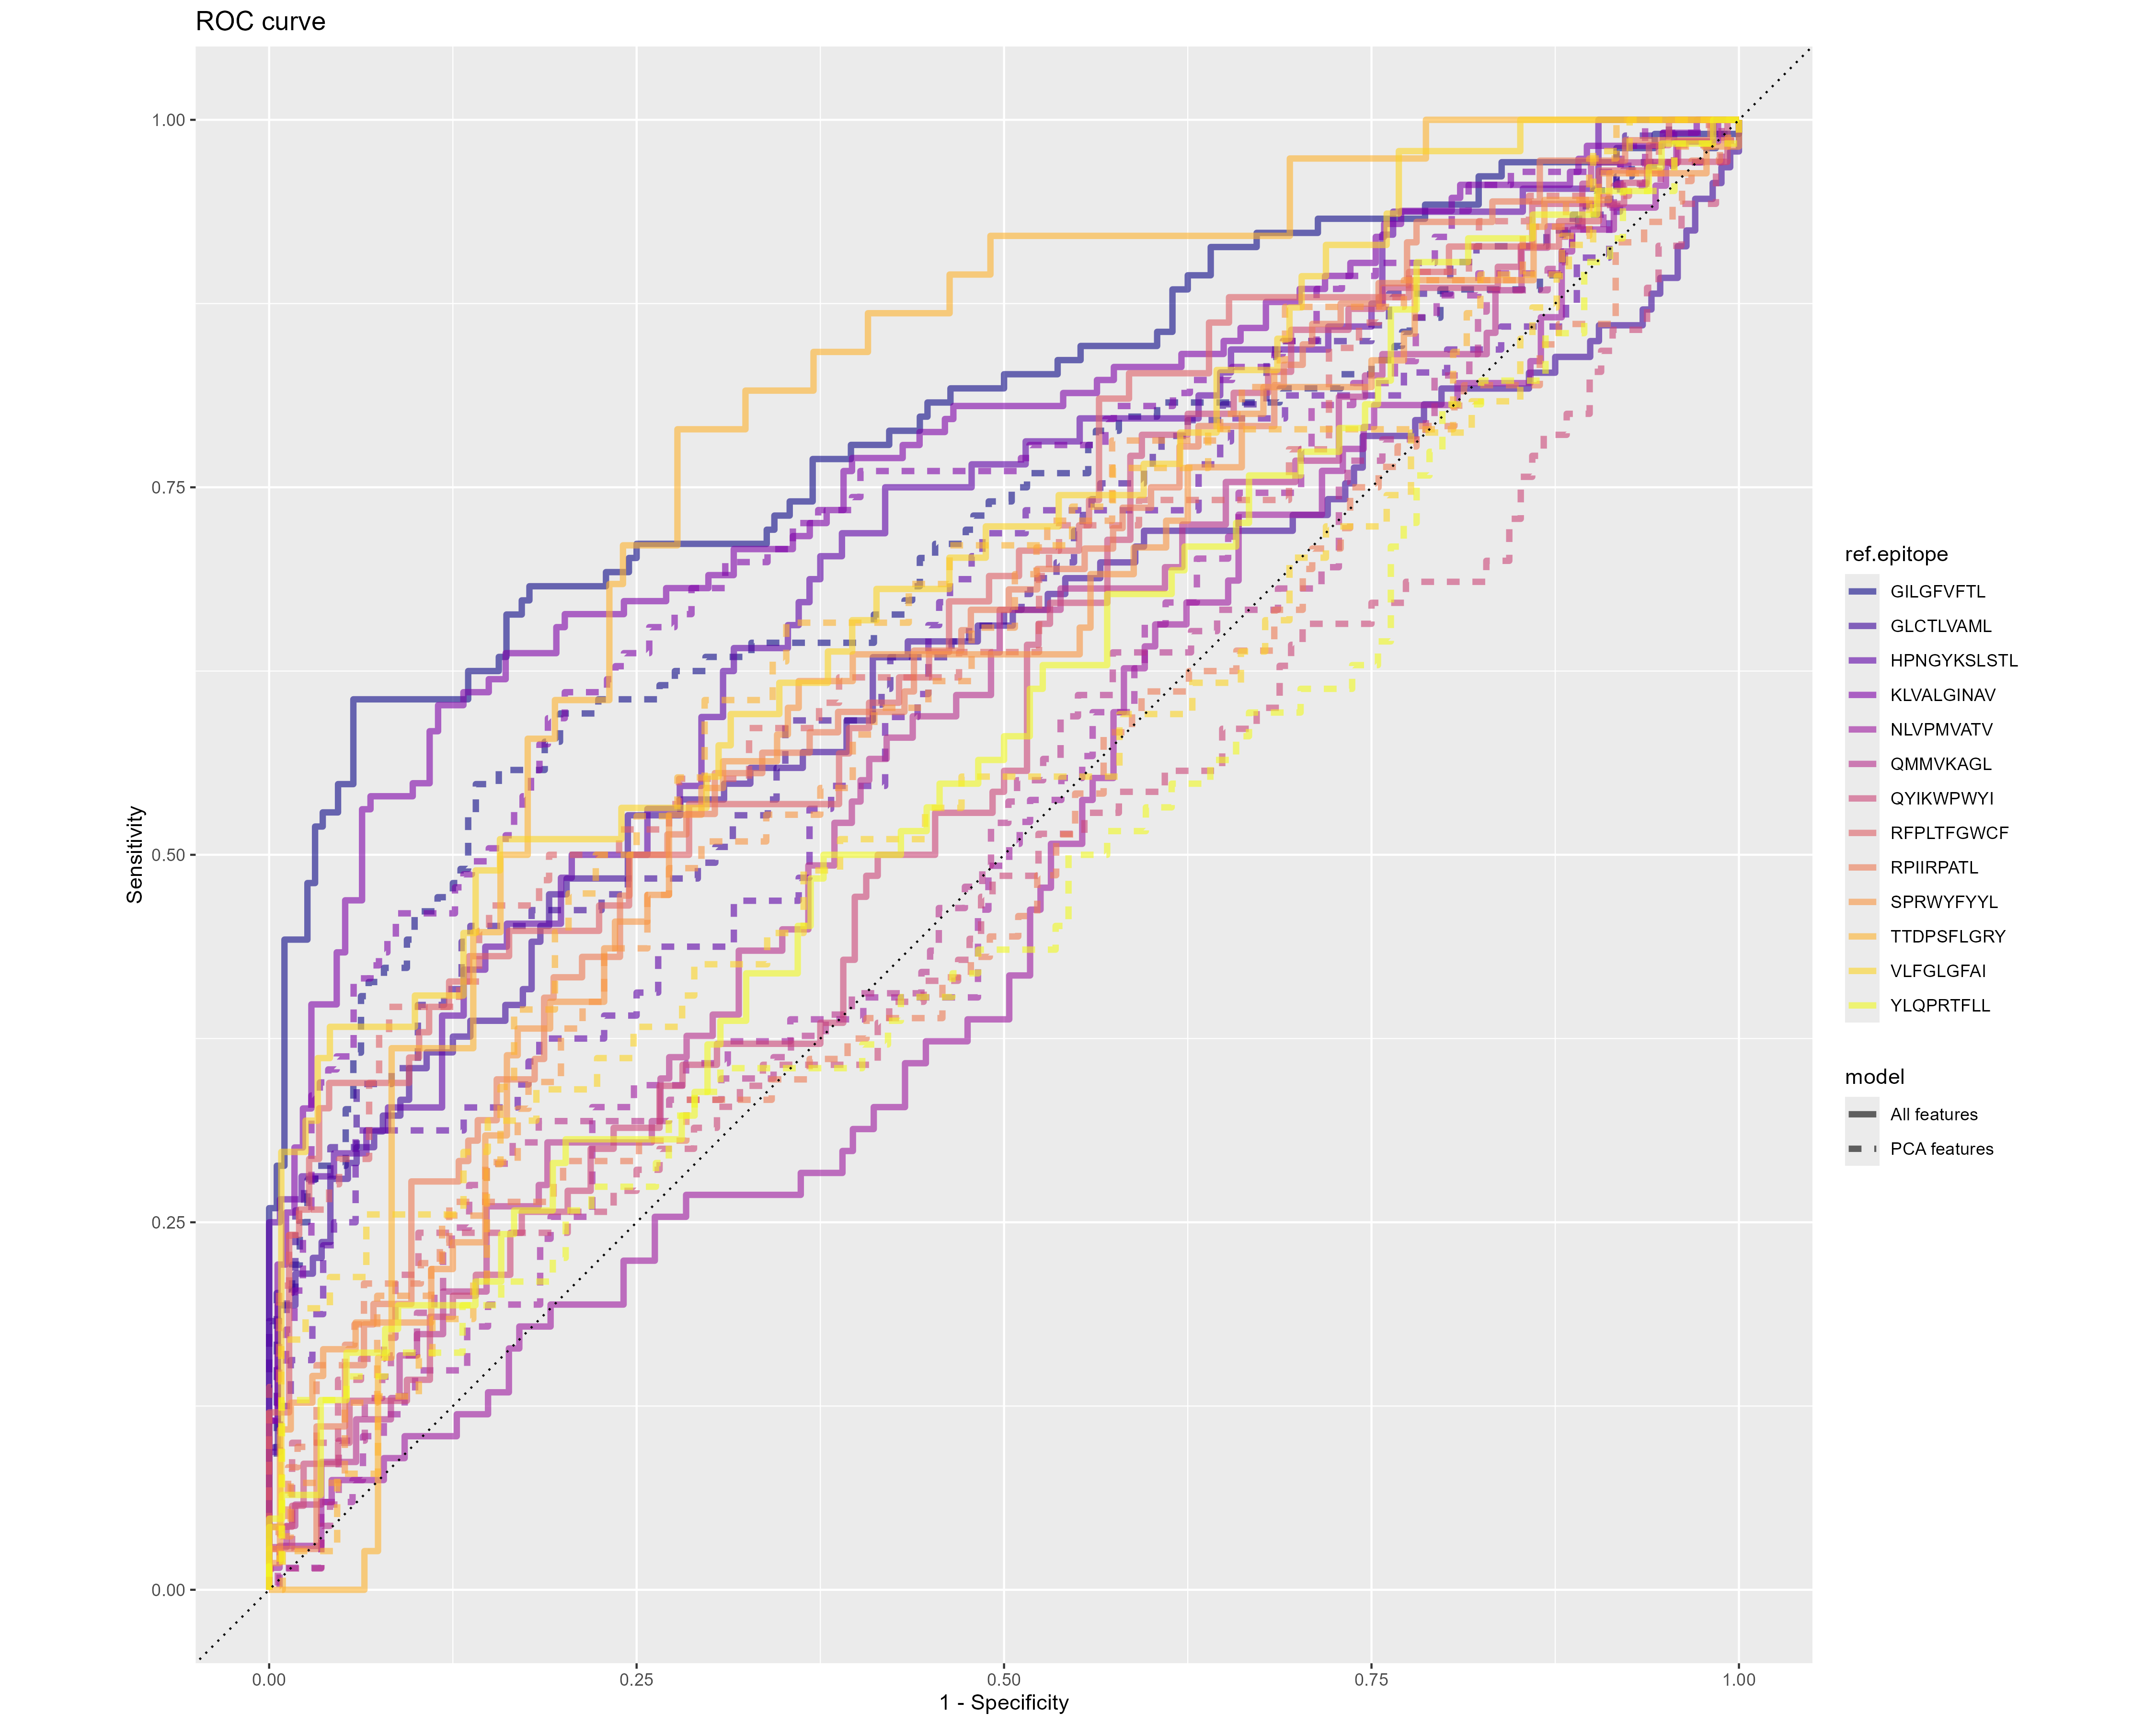 ROC curve
1.00
0.75
0.50
0.25
0.00
Sensitivity
0.00
0.25
0.50
0.75
1.00
1 - Specificity
ref.epitope
GILGFVFTL
GLCTLVAML
HPNGYKSLSTL
KLVALGINAV
NLVPMVATV
QMMVKAGL
QYIKWPWYI
RFPLTFGWCF
RPIIRPATL
SPRWYFYYL
TTDPSFLGRY
VLFGLGFAI
YLQPRTFLL
model
All features
PCA features